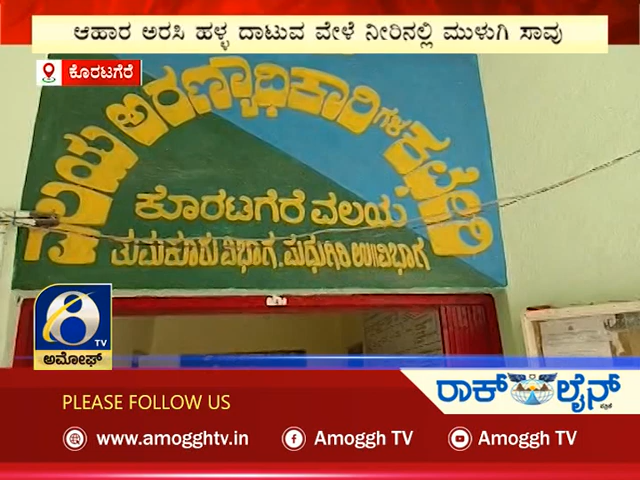 ಆಹಾರ ಅರಸಿ ಹಳ್ಳ ದಾಟುವ ವೇಳೆ ನೀರಿನಲ್ಲಿ ಮುಳುಗಿ ಸಾವು
ಕೊರಟಗೆರೆ
ವಲಯ ಅರಣ್ಯಾಧಿಕಾರಿಗಳ ಕಛೇರಿ
ಕೊರಟಗೆರೆ ವಲಯ
ತುಮಕೂರು ವಿಭಾಗ. ಮಧುಗಿರಿ ಉಪವಿಭಾಗ
TV
ಅಮೋಘ್
ರಾಕ್ ಲೈನ್
PLEASE FOLLOW US
www.amogghtv.in
Amoggh TV
Amoggh TV